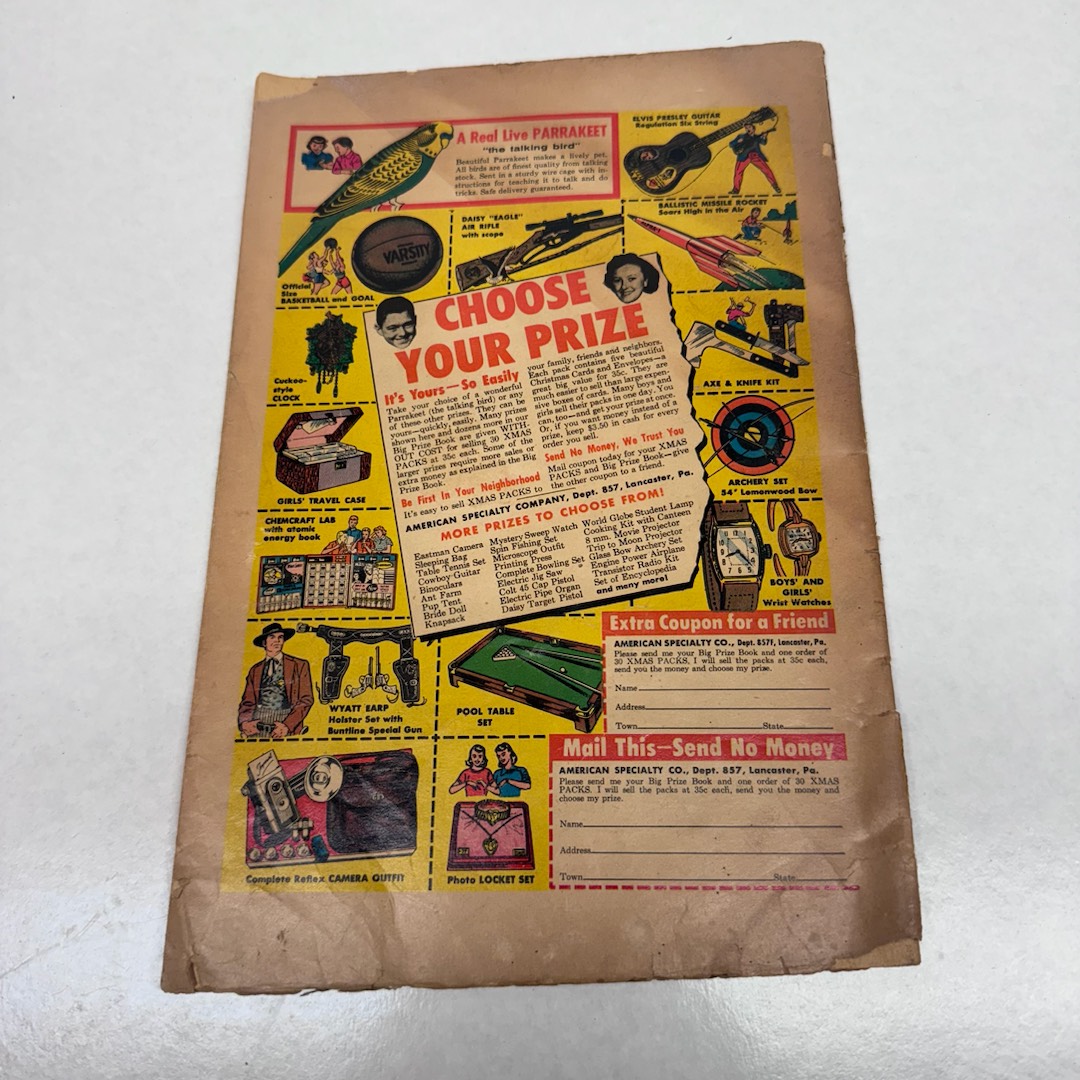 A Real Live PARRAKEET
"the talking bird"
Beautiful Parrakeet makes a lively pet.
All birds are of finest quality from talking
stock. Sent in a sturdy wire cage with in-
structions for teaching it to talk and do
tricks. Safe delivery guaranteed.
ELVIS PRESLEY GUITAR
Regulation Six String
DAISY "EAGLE"
AIR RIFLE
with scope
BALLISTIC MISSILE ROCKET
Soars High in the Air
VARSITY
Official
Size
BASKETBALL and GOAL
CHOOSE
YOUR PRIZE
Cuckoo-
style
CLOCK
AXE & KNIFE KIT
It's Yours—So Easily
Take your choice of a wonderful
Parrakeet (the talking bird) or any
of these other prizes. They can be
yours—quickly, easily. Many prizes
shown here and dozens more in our
Big Prize Book are given WITH-
OUT COST for selling 30 XMAS
PACKS at 35c each. Some of the
larger prizes require more sales or
extra money as explained in the Big
Prize Book.
Be First In Your Neighborhood
It's easy to sell XMAS PACKS to
your family, friends and neighbors.
Each pack contains five beautiful
Christmas Cards and Envelopes—a
great big value for 35c. They are
much easier to sell than large expen-
sive boxes of cards. Many boys and
girls sell their packs in one day. You
can, too—and get your prize at once.
Or, if you want money instead of a
prize, keep $3.50 in cash for every
order you sell.
Send No Money, We Trust You
Mail coupon today for your XMAS
PACKS and Big Prize Book—give
the other coupon to a friend.
AMERICAN SPECIALTY COMPANY, Dept. 857, Lancaster, Pa.
MORE PRIZES TO CHOOSE FROM!
Eastman Camera
Sleeping Bag
Table Tennis Set
Cowboy Guitar
Binoculars
Ant Farm
Pup Tent
Bride Doll
Knapsack
Mystery Sweep Watch
Spin Fishing Set
Microscope Outfit
Printing Press
Complete Bowling Set
Electric Jig Saw
Colt 45 Cap Pistol
Electric Pipe Organ
Daisy Target Pistol
World Globe Student Lamp
Cooking Kit with Canteen
8 mm. Movie Projector
Trip to Moon Projector
Glass Bow Archery Set
Engine Power Airplane
Transistor Radio Kit
Set of Encyclopedia
and many more!
GIRLS' TRAVEL CASE
ARCHERY SET
54" Lemonwood Bow
CHEMCRAFT LAB
with atomic
energy book
BOYS' AND
GIRLS'
Wrist Watches
WYATT EARP
Holster Set with
Buntline Special Gun
POOL TABLE
SET
Extra Coupon for a Friend
AMERICAN SPECIALTY CO., Dept. 857F, Lancaster, Pa.
Please send me your Big Prize Book and one order of
30 XMAS PACKS. I will sell the packs at 35c each,
send you the money and choose my prize.
Name
Address
Town State
Mail This—Send No Money
AMERICAN SPECIALTY CO., Dept. 857, Lancaster, Pa.
Please send me your Big Prize Book and one order of 30 XMAS
PACKS. I will sell the packs at 35c each, send you the money and
choose my prize.
Name
Address
Town State
Complete Reflex CAMERA OUTFIT
Photo LOCKET SET